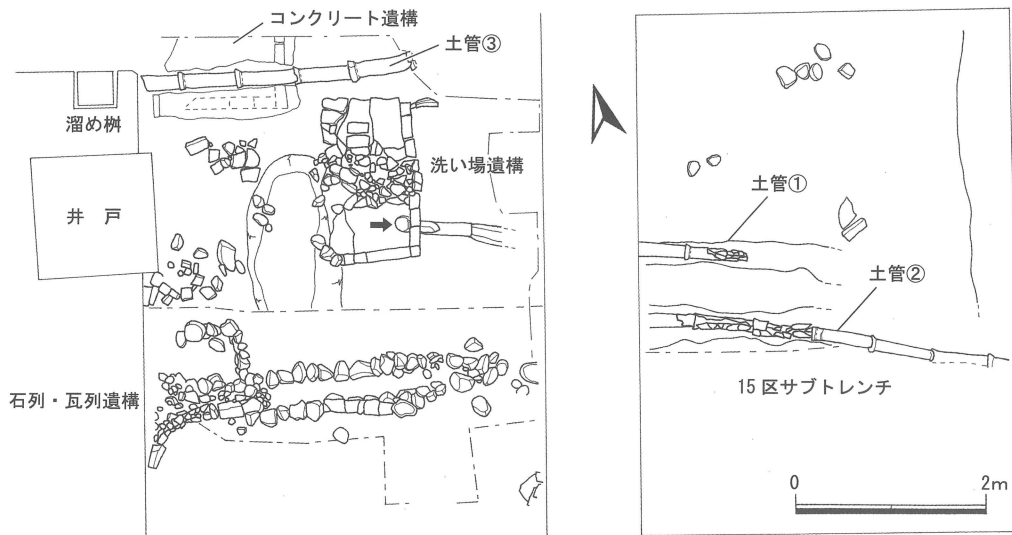 コンクリート遺構
土管③
溜め桝
洗い場遺構
井 戸
石列・瓦列遺構
土管①
土管②
15区サブトレンチ
0 2m